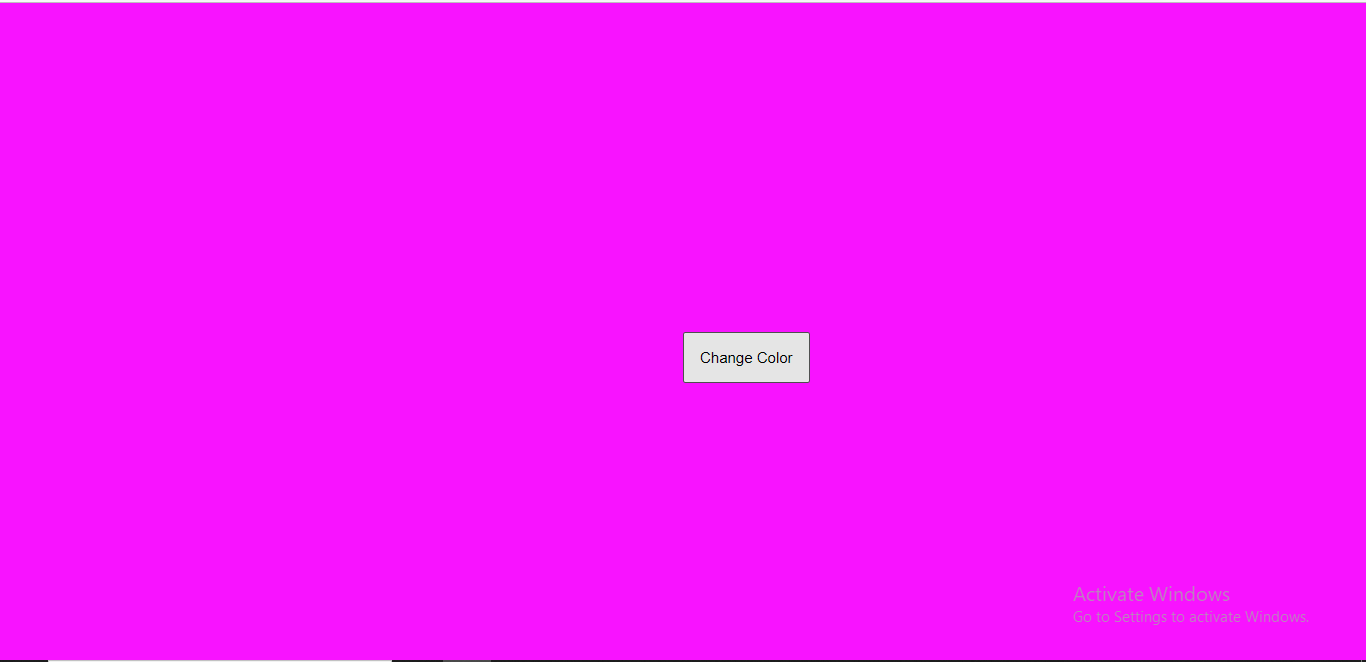 Change Color
Activate Windows
Go to Settings to activate Windows.